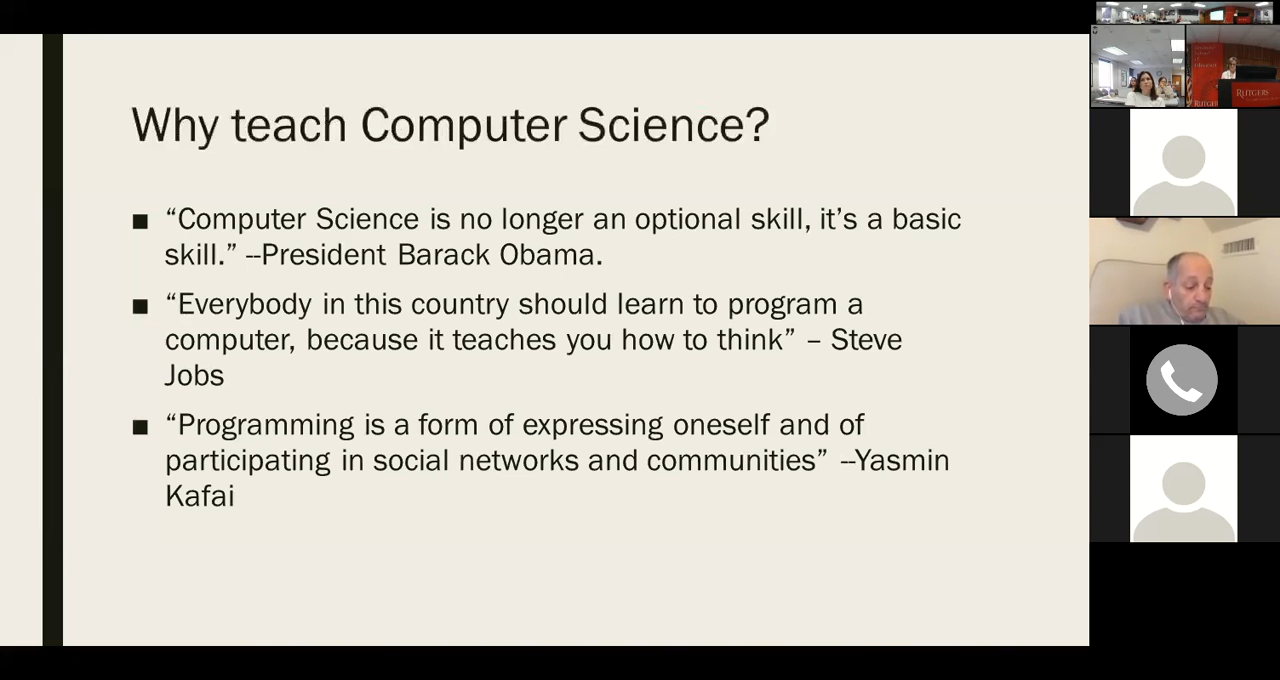 Why teach Computer Science?
■ “Computer Science is no longer an optional skill, it’s a basic
skill.” --President Barack Obama.
■ “Everybody in this country should learn to program a
computer, because it teaches you how to think” – Steve
Jobs
■ “Programming is a form of expressing oneself and of
participating in social networks and communities” --Yasmin
Kafai
RUTGERS